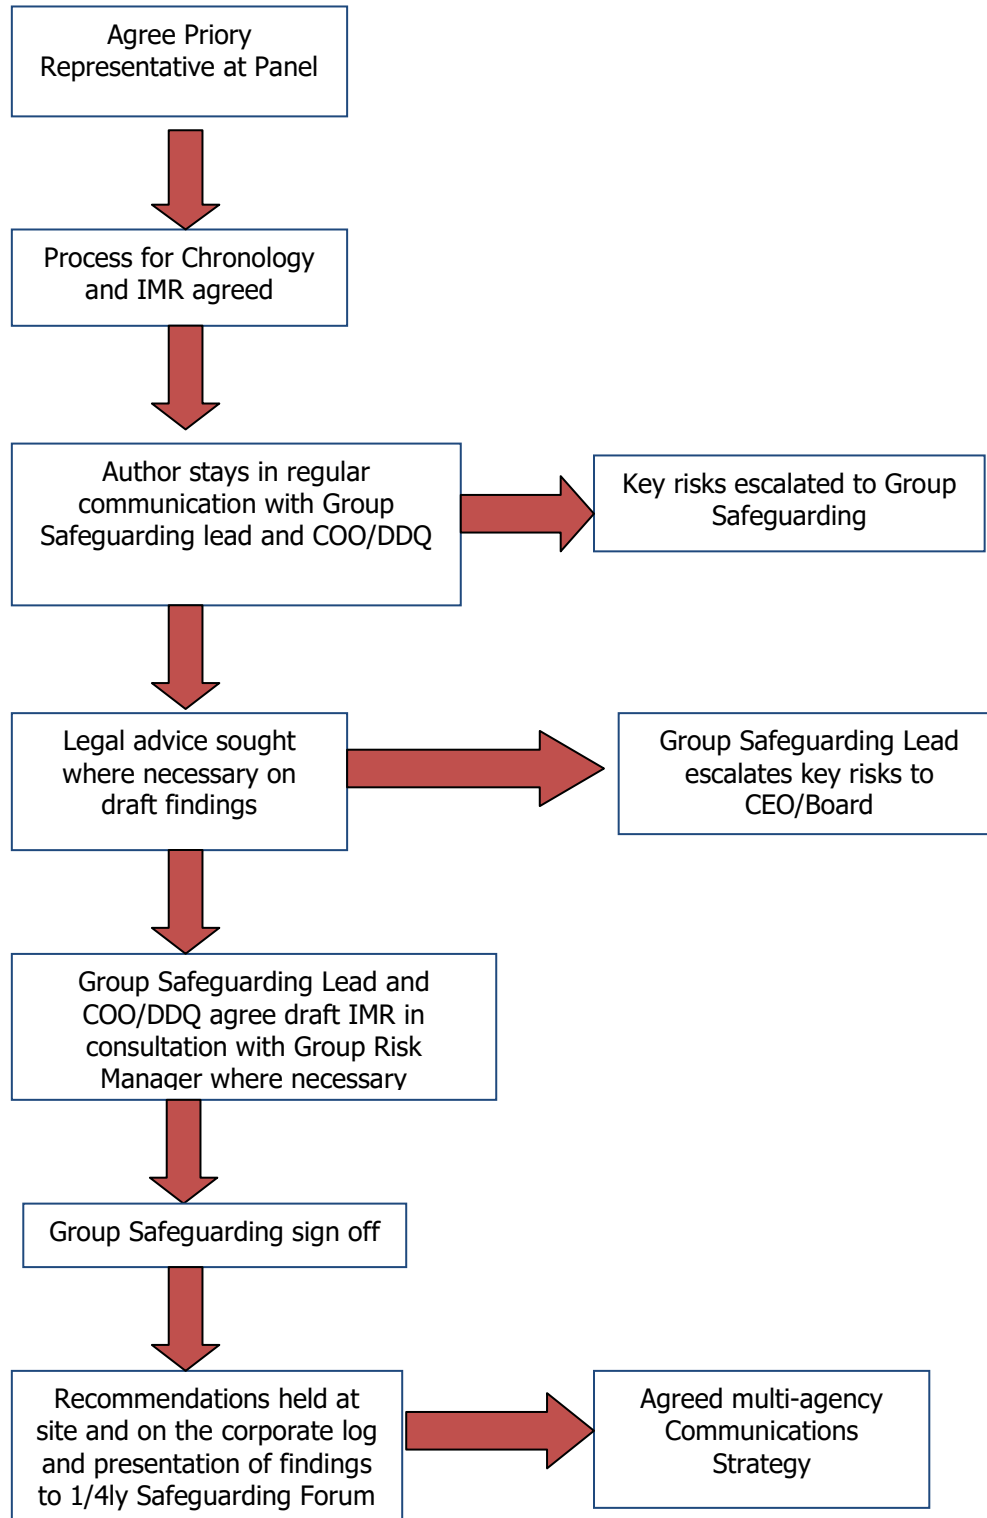 Agree Priory
Representative at Panel
Process for Chronology
and IMR agreed
Author stays in regular
communication with Group
Safeguarding lead and COO/DDQ
Key risks escalated to Group
Safeguarding
Legal advice sought
where necessary on
draft findings
Group Safeguarding Lead
escalates key risks to
CEO/Board
Group Safeguarding Lead and
COO/DDQ agree draft IMR in
consultation with Group Risk
Manager where necessary
Group Safeguarding sign off
Recommendations held at
site and on the corporate log
and presentation of findings
to 1/4ly Safeguarding Forum
Agreed multi-agency
Communications
Strategy